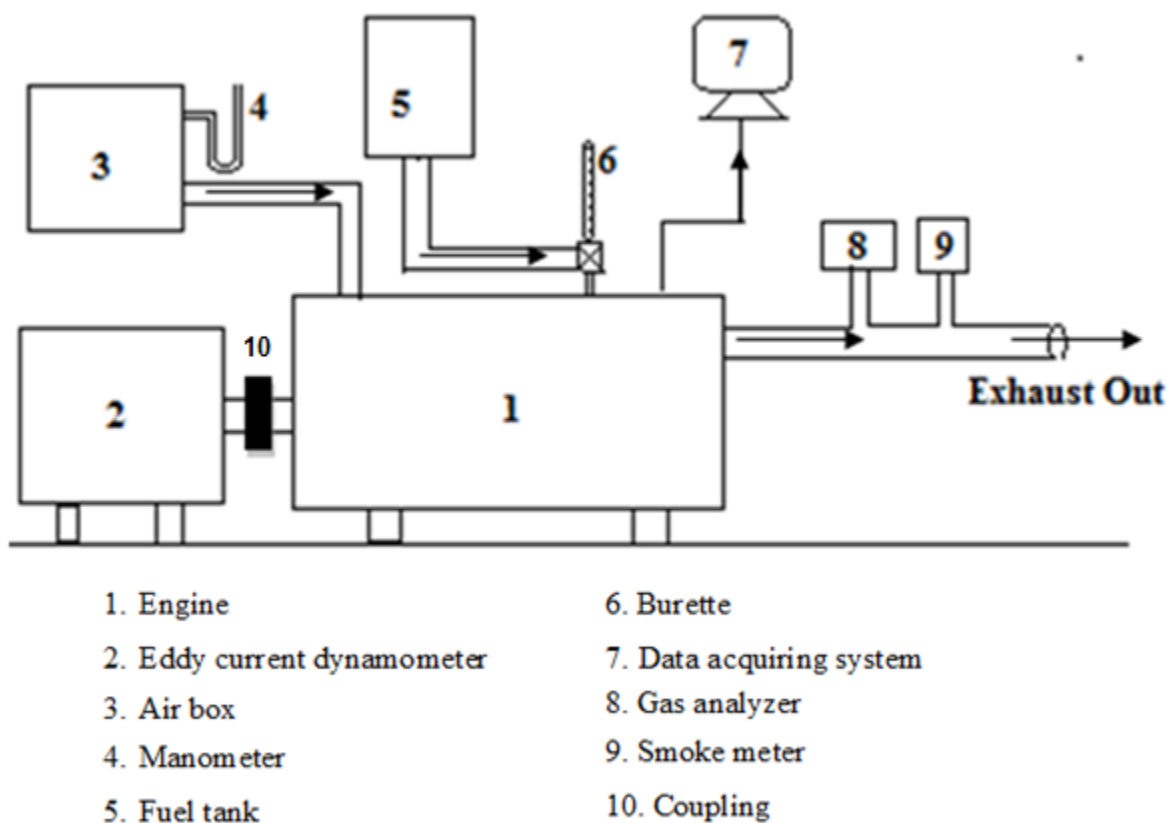 7
4
5
3
6
8
9
10
Exhaust Out
2
1
1. Engine
2. Eddy current dynamometer
3. Air box
4. Manometer
5. Fuel tank
6. Burette
7. Data acquiring system
8. Gas analyzer
9. Smoke meter
10. Coupling